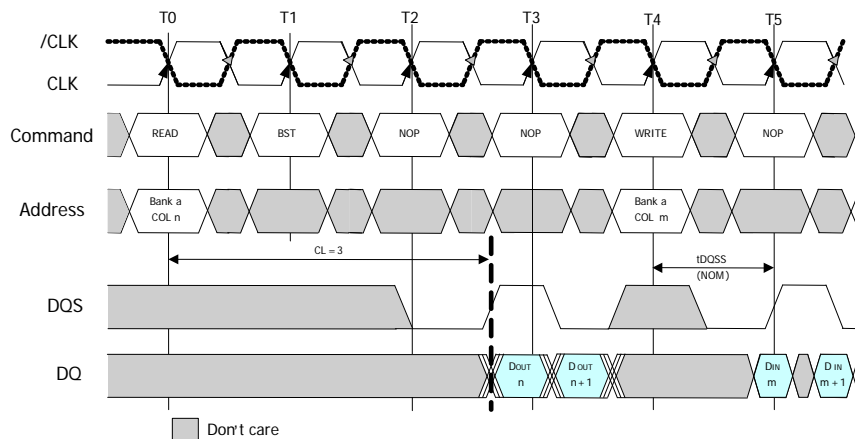 T0 T1 T2 T3 T4 T5
/CLK
CLK
Command READ BST NOP NOP WRITE NOP
Address Bank a COL n Bank a COL m
CL = 3
tDQSS
(NOM)
DQS
DQ DOUT n DOUT n+1 DIN m DIN m+1
Don't care